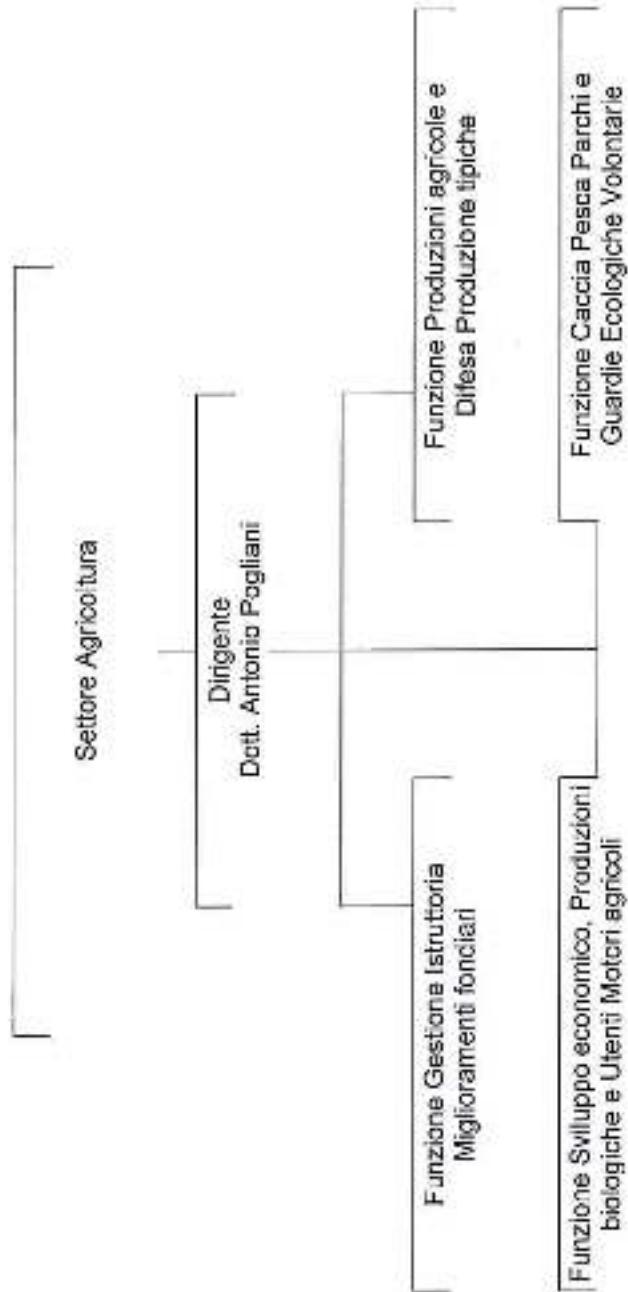 Settore Agricoltura
Dirigente
Dott. Antonio Pogliani
Funzione Gestione Istruttoria
Miglioramenti fondiari
Funzione Produzioni agricole e
Difesa Produzione tipiche
Funzione Sviluppo economico, Produzioni
biologiche e Utenti Motori agricoli
Funzione Caccia Pesca Parchi e
Guardie Ecologiche Volontarie